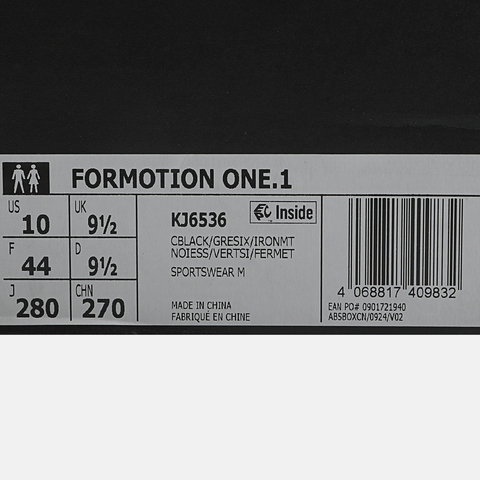 FORMOTION ONE.1
US 10 UK 9½
F 44 D 9½
J 280 CHN 270
KJ6536 Inside
CBLACK/GRESIX/IRONMT
NOIESS/VERTSI/FERMET
SPORTSWEAR M
MADE IN CHINA
FABRIQUÉ EN CHINE
4 068817 409832
EAN PO# 0901721940
ABSBOXCN/0924/V02